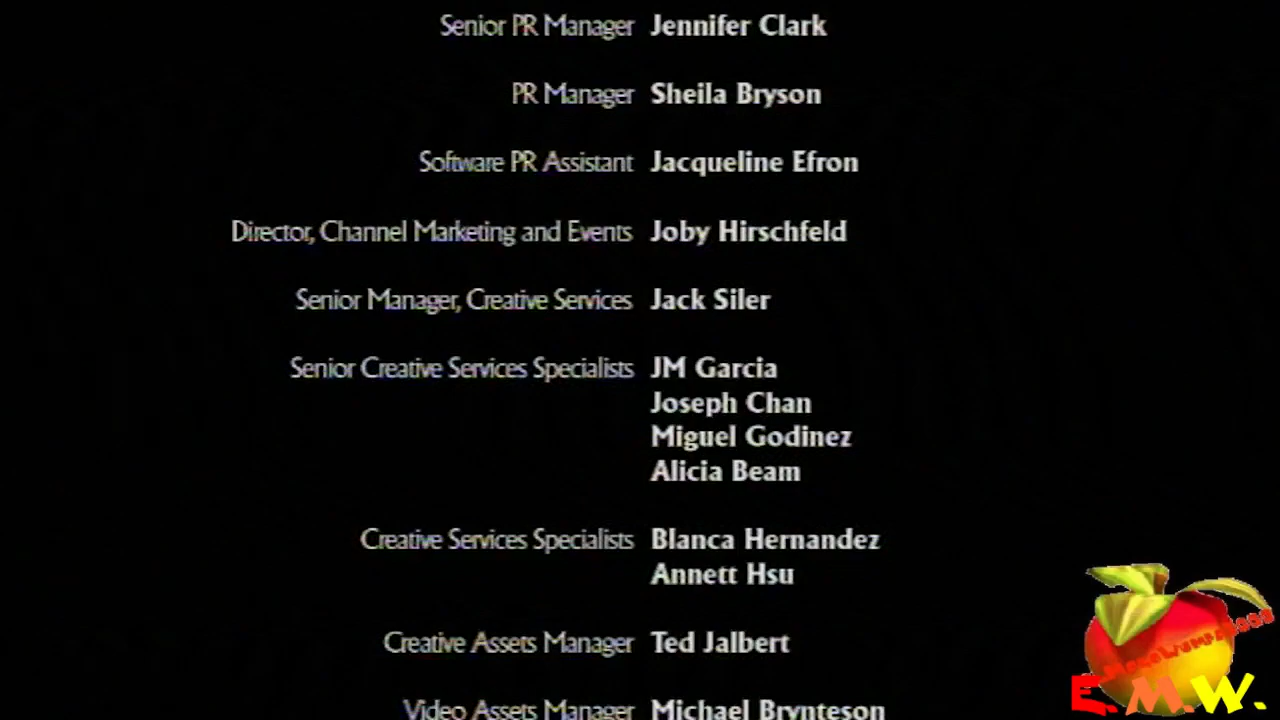 Senior PR Manager Jennifer Clark
PR Manager Sheila Bryson
Software PR Assistant Jacqueline Efron
Director, Channel Marketing and Events Joby Hirschfeld
Senior Manager, Creative Services Jack Siler
Senior Creative Services Specialists JM Garcia
Joseph Chan
Miguel Godinez
Alicia Beam
Creative Services Specialists Blanca Hernandez
Annett Hsu
Creative Assets Manager Ted Jalbert
Video Assets Manager Michael Brynteson
E.M.W.